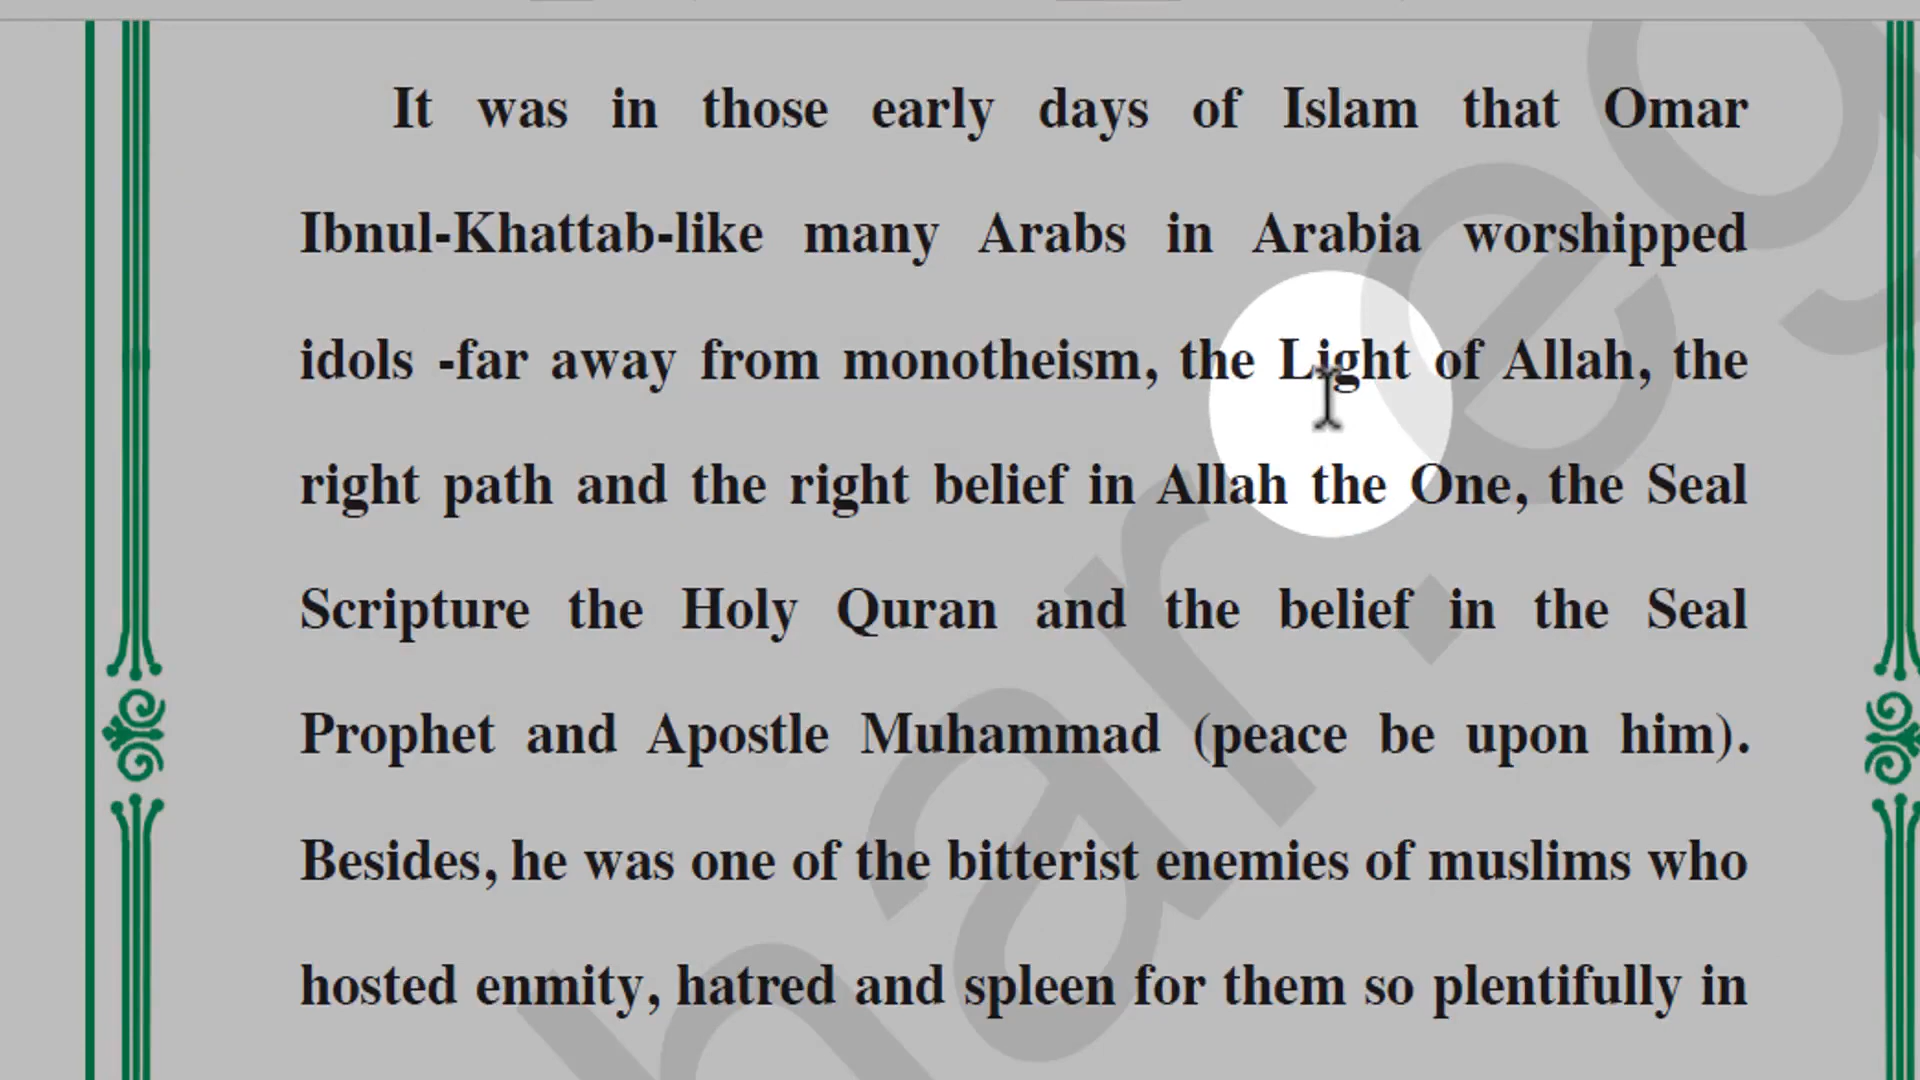 It was in those early days of Islam that Omar
Ibnul-Khattab-like many Arabs in Arabia worshipped
idols -far away from monotheism, the Light of Allah, the
right path and the right belief in Allah the One, the Seal
Scripture the Holy Quran and the belief in the Seal
Prophet and Apostle Muhammad (peace be upon him).
Besides, he was one of the bitterist enemies of muslims who
hosted enmity, hatred and spleen for them so plentifully in